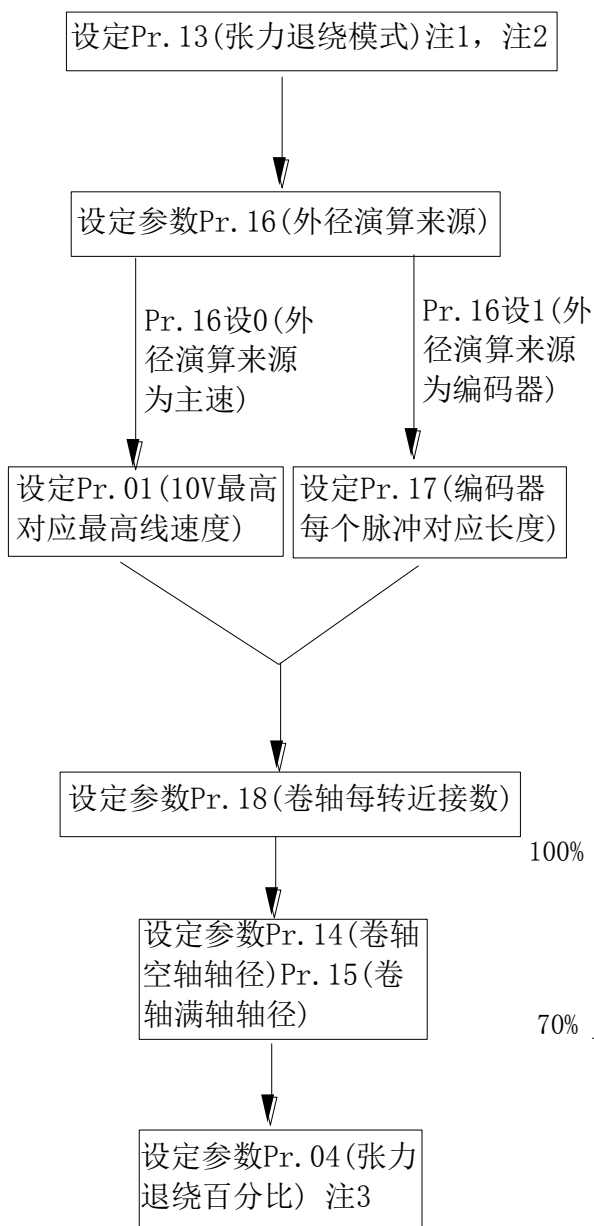 设定Pr.13(张力退绕模式)注1，注2
设定参数Pr.16(外径演算来源)
Pr.16设0(外
径演算来源
为主速)
Pr.16设1(外
径演算来源
为编码器)
设定Pr.01(10V最高
对应最高线速度)
设定Pr.17(编码器
每个脉冲对应长度)
设定参数Pr.18(卷轴每转近接数)
100%
设定参数Pr.14(卷轴
空轴轴径)Pr.15(卷
轴满轴轴径)
70%
设定参数Pr.04(张力
退绕百分比) 注3